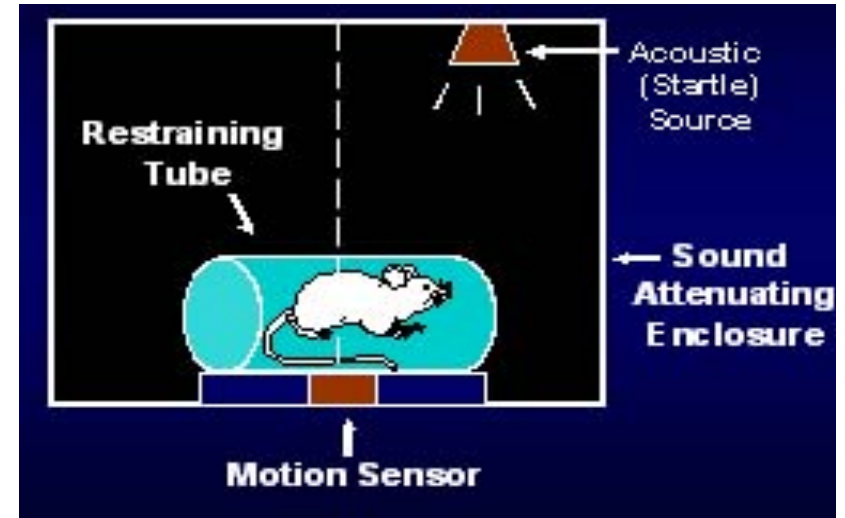 Acoustic
(Startle)
Source
Restraining
Tube
Sound
Attenuating
Enclosure
Motion Sensor